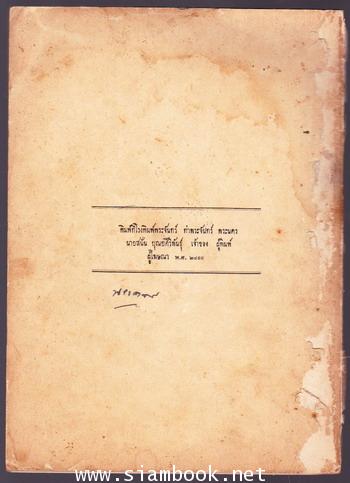 www.siambook.net
พิมพ์ที่โรงพิมพ์พระจันทร์ ท่าพระจันทร์ พระนคร
นายสนั่น บุณยศิริพันธุ์ เจ้าของ ผู้พิมพ์
ผู้โฆษณา พ.ศ.
www.siambook.net